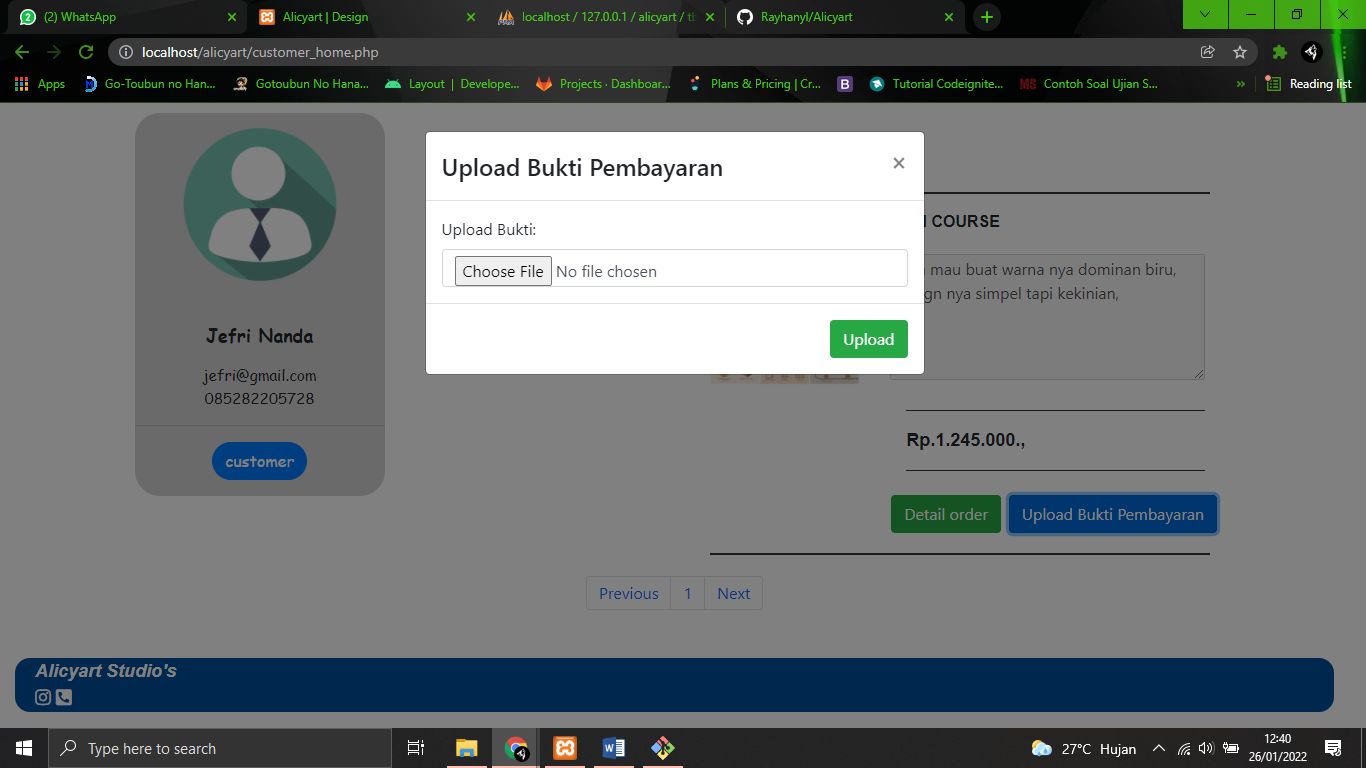 (2) WhatsApp
Alicyart | Design
localhost / 127.0.0.1 / alicyart / tb
Rayhanyl/Alicyart
localhost/alicyart/customer_home.php
Apps
Go-Toubun no Han...
Gotoubun No Hana...
Layout | Develope...
Projects · Dashboar...
Plans & Pricing | Cr...
B
Tutorial Codeignite...
MS
Contoh Soal Ujian S...
»
Reading list
Jefri Nanda
jefri@gmail.com
085282205728
customer
Upload Bukti Pembayaran
×
Upload Bukti:
Choose File No file chosen
Upload
COURSE
mau buat warna nya dominan biru,
gn nya simpel tapi kekinian,
Rp.1.245.000.,
Detail order
Upload Bukti Pembayaran
Previous 1 Next
Alicyart Studio's
Type here to search
27°C Hujan
12:40
26/01/2022